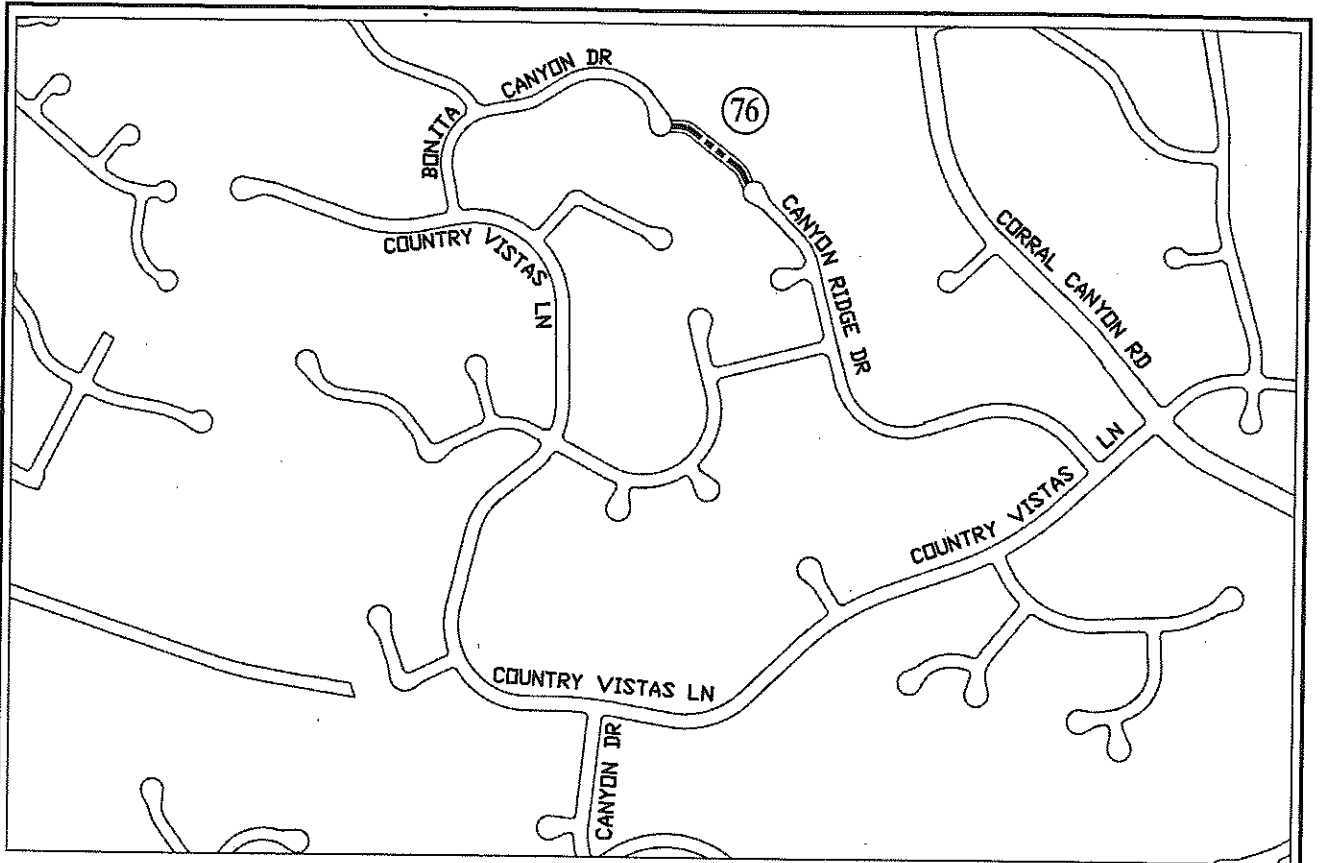 CANYON DR
76
BONITA
COUNTRY VISTAS LN
CANYON RIDGE DR
CORRAL CANYON RD
COUNTRY VISTAS LN
COUNTRY VISTAS LN
CANYON DR